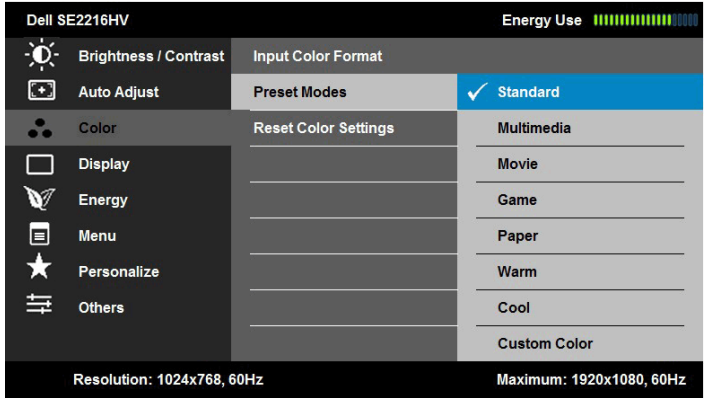 Dell SE2216HV Energy Use
Brightness / Contrast Input Color Format
Auto Adjust Preset Modes Standard
Color Reset Color Settings Multimedia
Display Movie
Energy Game
Menu Paper
Personalize Warm
Others Cool
Custom Color
Resolution: 1024x768, 60Hz Maximum: 1920x1080, 60Hz